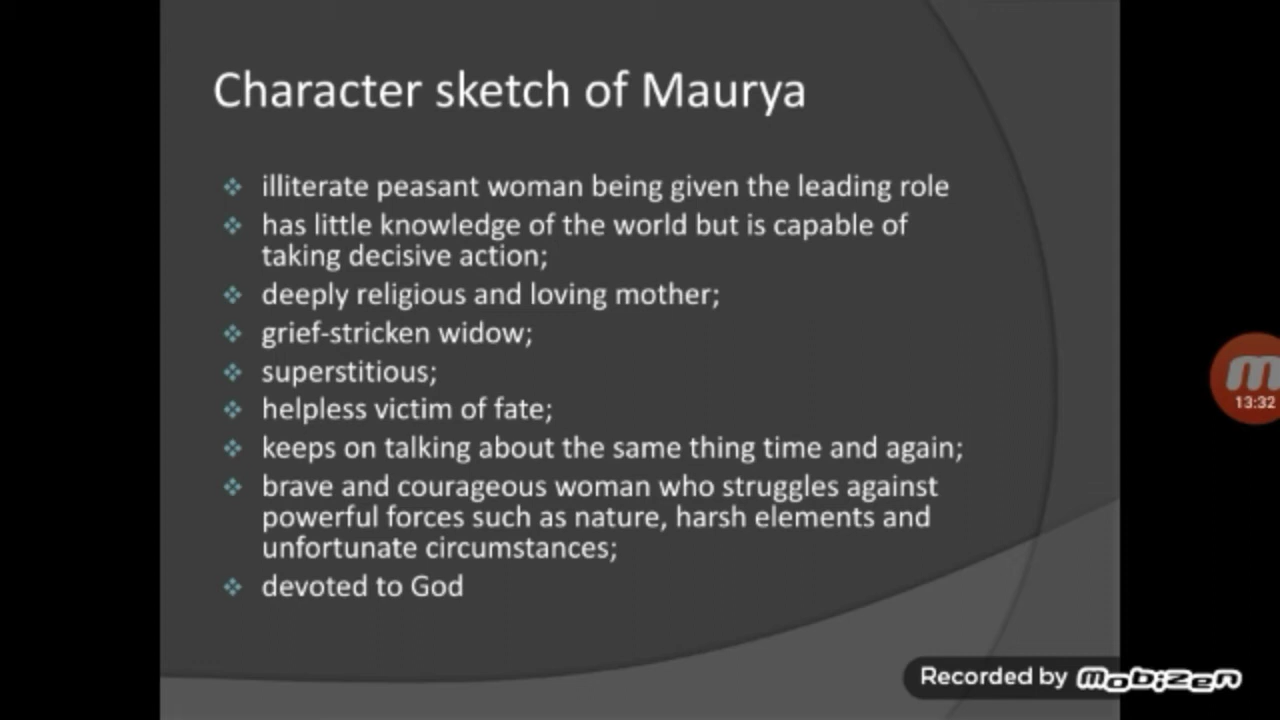 Character sketch of Maurya
illiterate peasant woman being given the leading role
has little knowledge of the world but is capable of
taking decisive action;
deeply religious and loving mother;
grief-stricken widow;
superstitious;
helpless victim of fate;
keeps on talking about the same thing time and again;
brave and courageous woman who struggles against
powerful forces such as nature, harsh elements and
unfortunate circumstances;
devoted to God
m
13:32
Recorded by mobizen